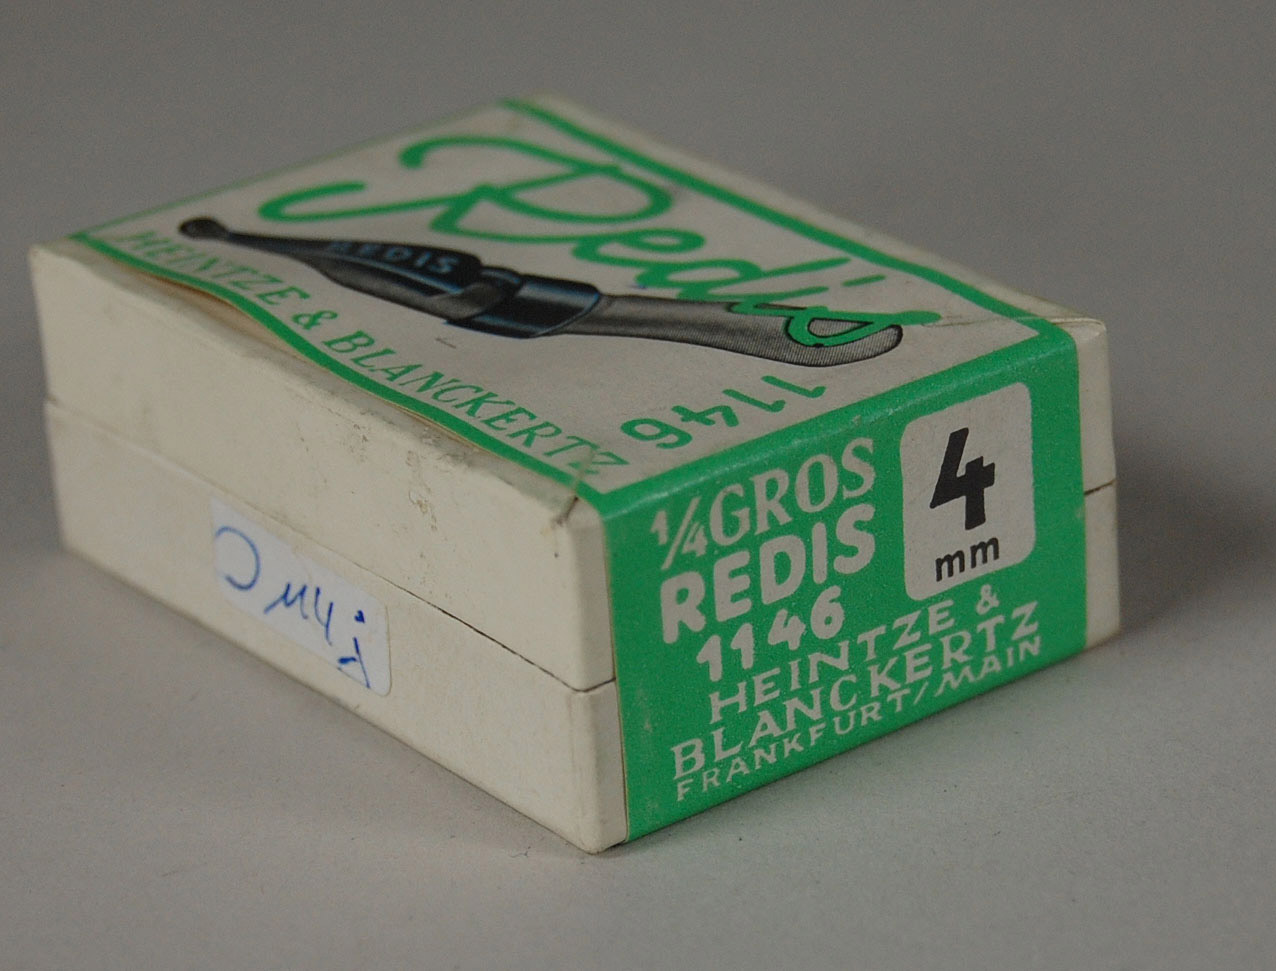 Redis
REDIS
HEINTZE & BLANCKERTZ
1146
1/4 GROS
REDIS
1146
HEINTZE &
BLANCKERTZ
FRANKFURT/MAIN
4
mm